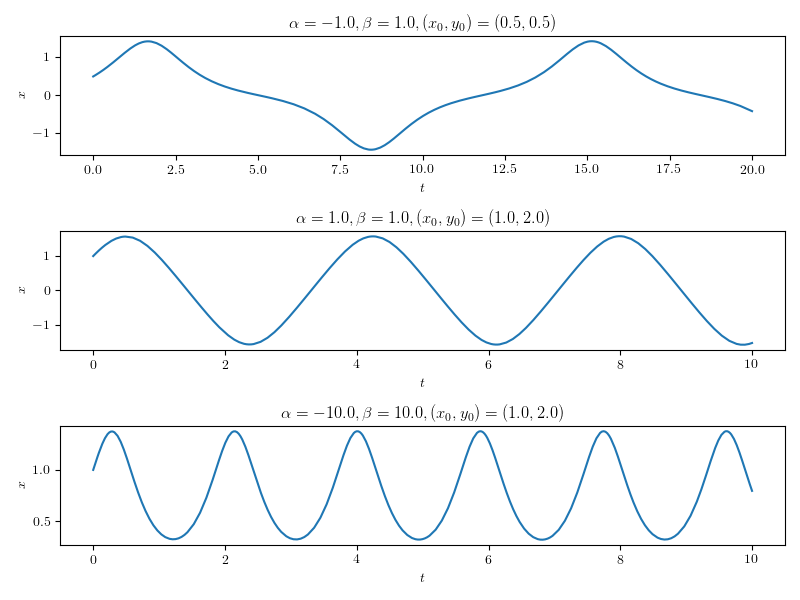 α = −1.0, β = 1.0, (x₀, y₀) = (0.5, 0.5)
1
0
−1
x
0.0 2.5 5.0 7.5 10.0 12.5 15.0 17.5 20.0
t
α = 1.0, β = 1.0, (x₀, y₀) = (1.0, 2.0)
1
0
−1
x
0 2 4 6 8 10
t
α = −10.0, β = 10.0, (x₀, y₀) = (1.0, 2.0)
1.0
0.5
x
0 2 4 6 8 10
t